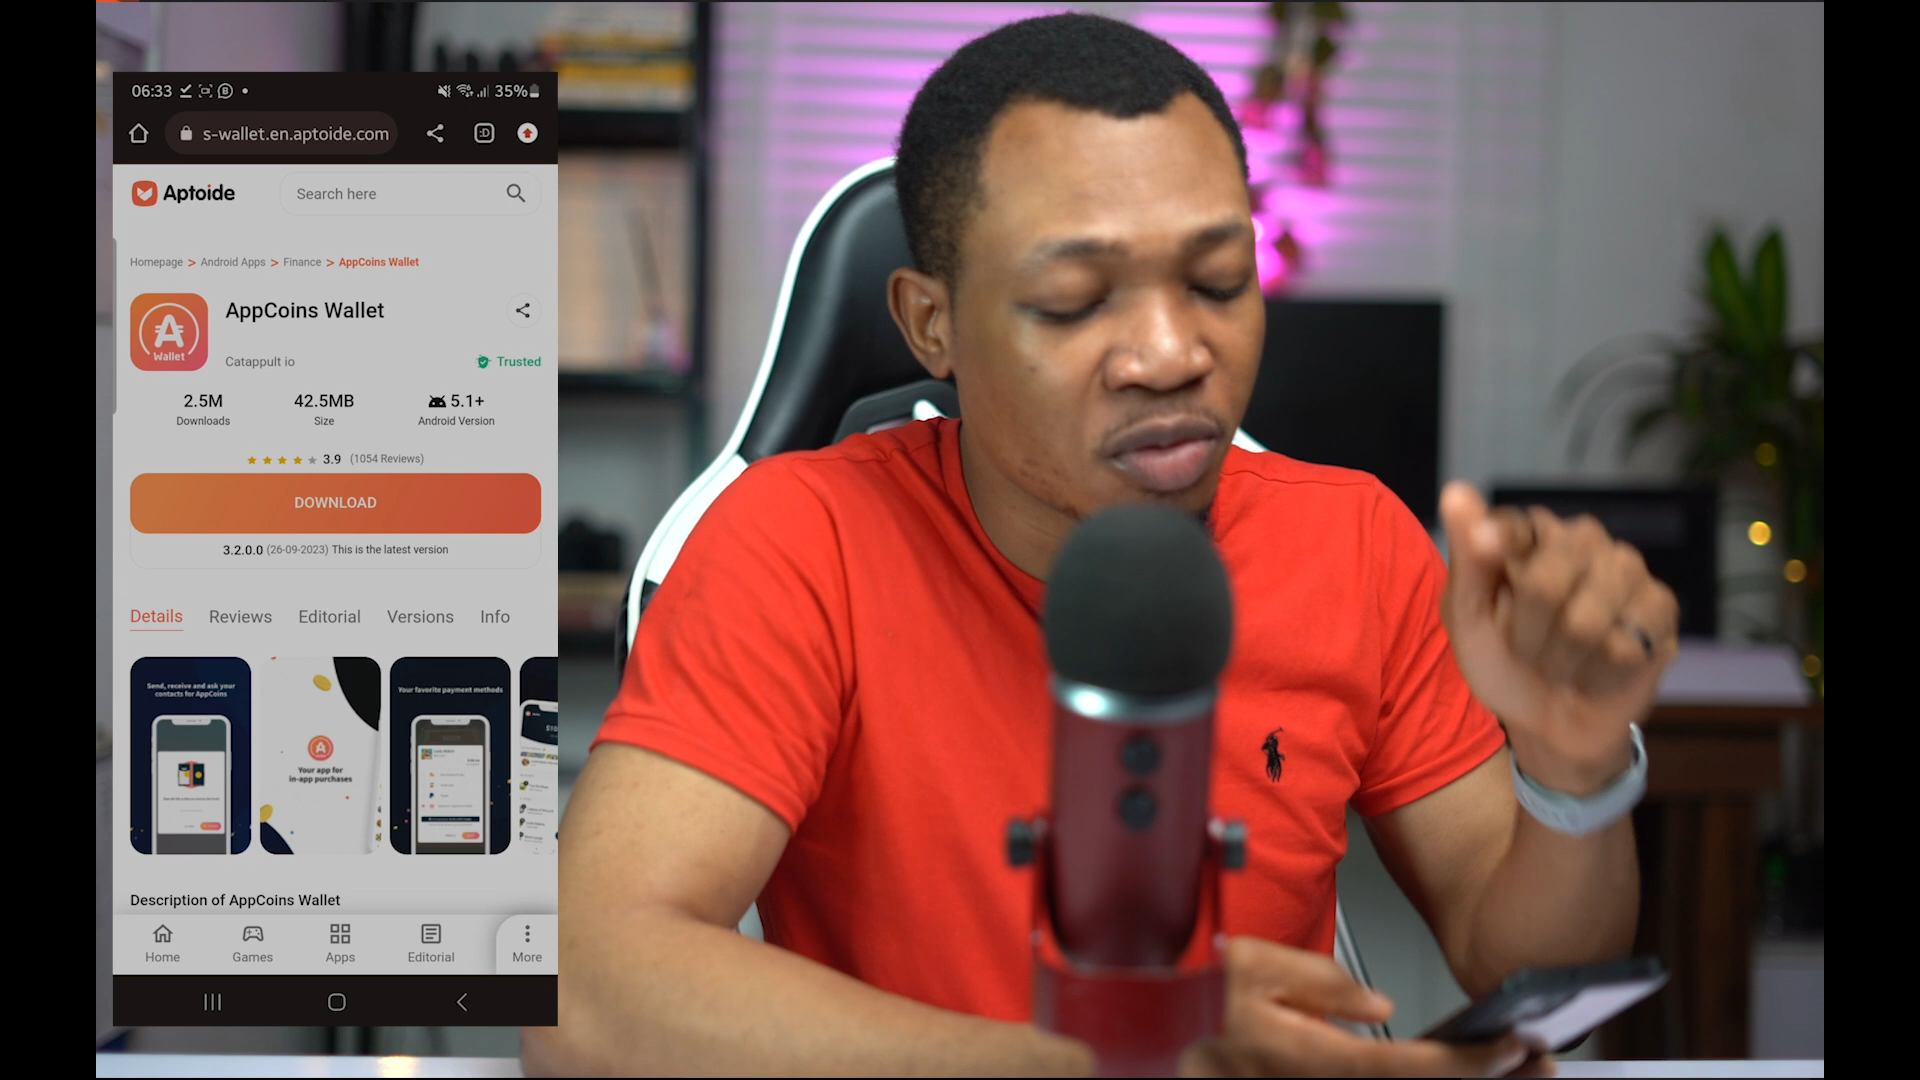 06:33
35%
s-wallet.en.aptoide.com
Aptoide
Search here
Homepage > Android Apps > Finance > AppCoins Wallet
AppCoins Wallet
Wallet
Catappult io
Trusted
2.5M
42.5MB
5.1+
Downloads
Size
Android Version
3.9 (1054 Reviews)
DOWNLOAD
3.2.0.0 (26-09-2023) This is the latest version
Details
Reviews
Editorial
Versions
Info
Send, receive and ask your
contacts for AppCoins
Your app for
in-app purchases
Your favorite payment methods
Description of AppCoins Wallet
Home
Games
Apps
Editorial
More